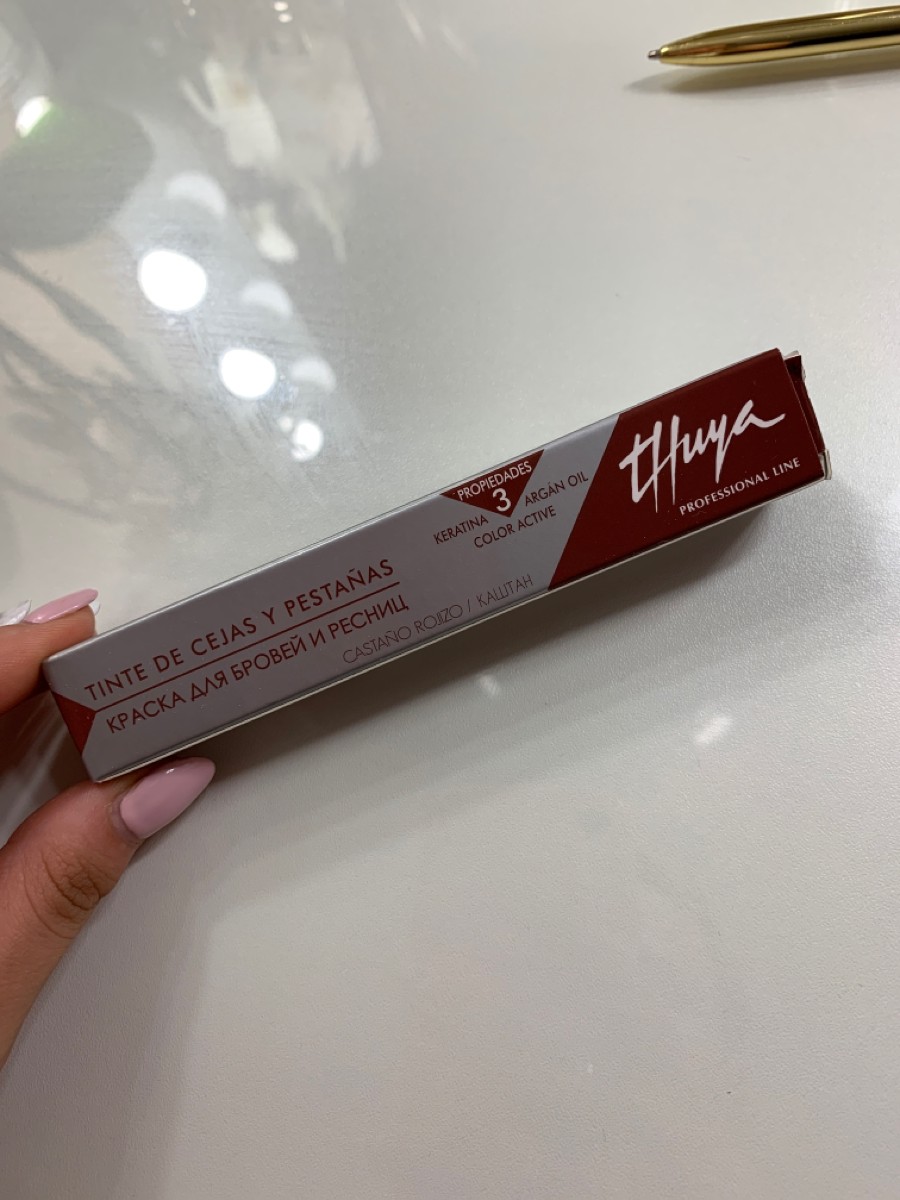 TINTE DE CEJAS Y PESTAÑAS
КРАСКА ДЛЯ БРОВЕЙ И РЕСНИЦ
CASTAÑO ROJIZO / КАШТАН
PROPIEDADES
3
KERATINA ARGÁN OIL
COLOR ACTIVE
tHuya
PROFESSIONAL LINE